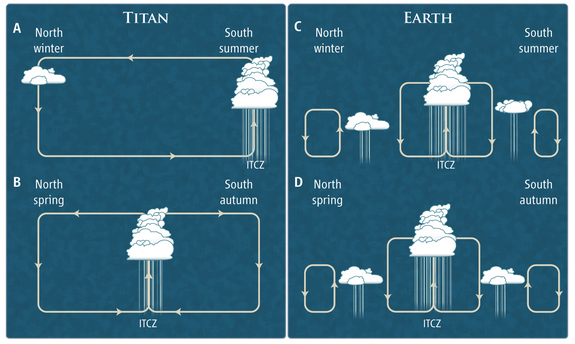 TITAN
A
North
winter
South
summer
ITCZ
B
North
spring
South
autumn
ITCZ
EARTH
C
North
winter
South
summer
ITCZ
D
North
spring
South
autumn
ITCZ